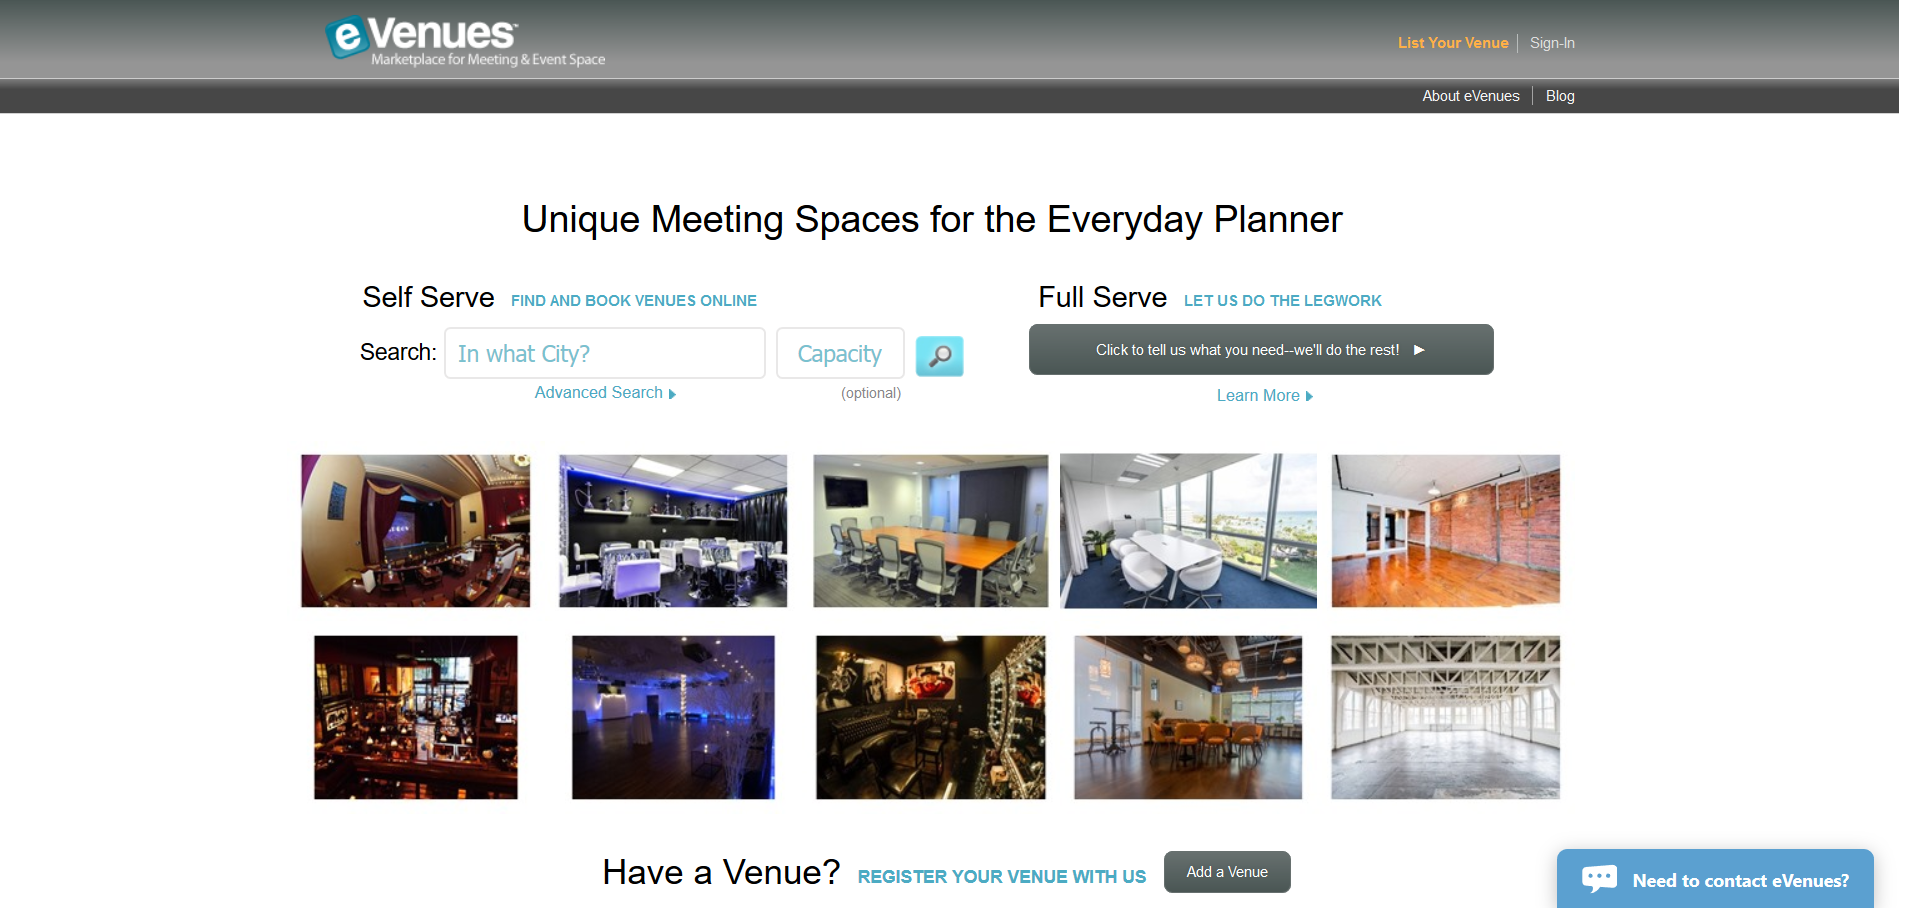 eVenues™
Marketplace for Meeting & Event Space
List Your Venue
Sign-In
About eVenues
Blog
Unique Meeting Spaces for the Everyday Planner
Self Serve FIND AND BOOK VENUES ONLINE
Search: In what City? Capacity
Advanced Search
(optional)
Full Serve LET US DO THE LEGWORK
Click to tell us what you need--we'll do the rest!
Learn More
Have a Venue? REGISTER YOUR VENUE WITH US Add a Venue
Need to contact eVenues?